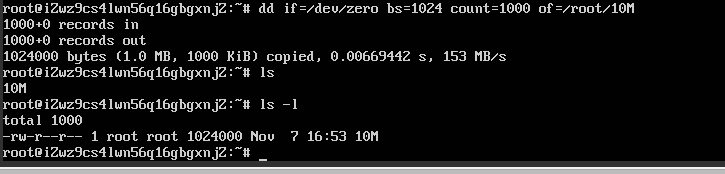 root@iZwz9cs4lwn56q16gbgxnjZ:~# dd if=/dev/zero bs=1024 count=1000 of=/root/10M
1000+0 records in
1000+0 records out
1024000 bytes (1.0 MB, 1000 KiB) copied, 0.00669442 s, 153 MB/s
root@iZwz9cs4lwn56q16gbgxnjZ:~# ls
10M
root@iZwz9cs4lwn56q16gbgxnjZ:~# ls -l
total 1000
-rw-r--r-- 1 root root 1024000 Nov  7 16:53 10M
root@iZwz9cs4lwn56q16gbgxnjZ:~# _